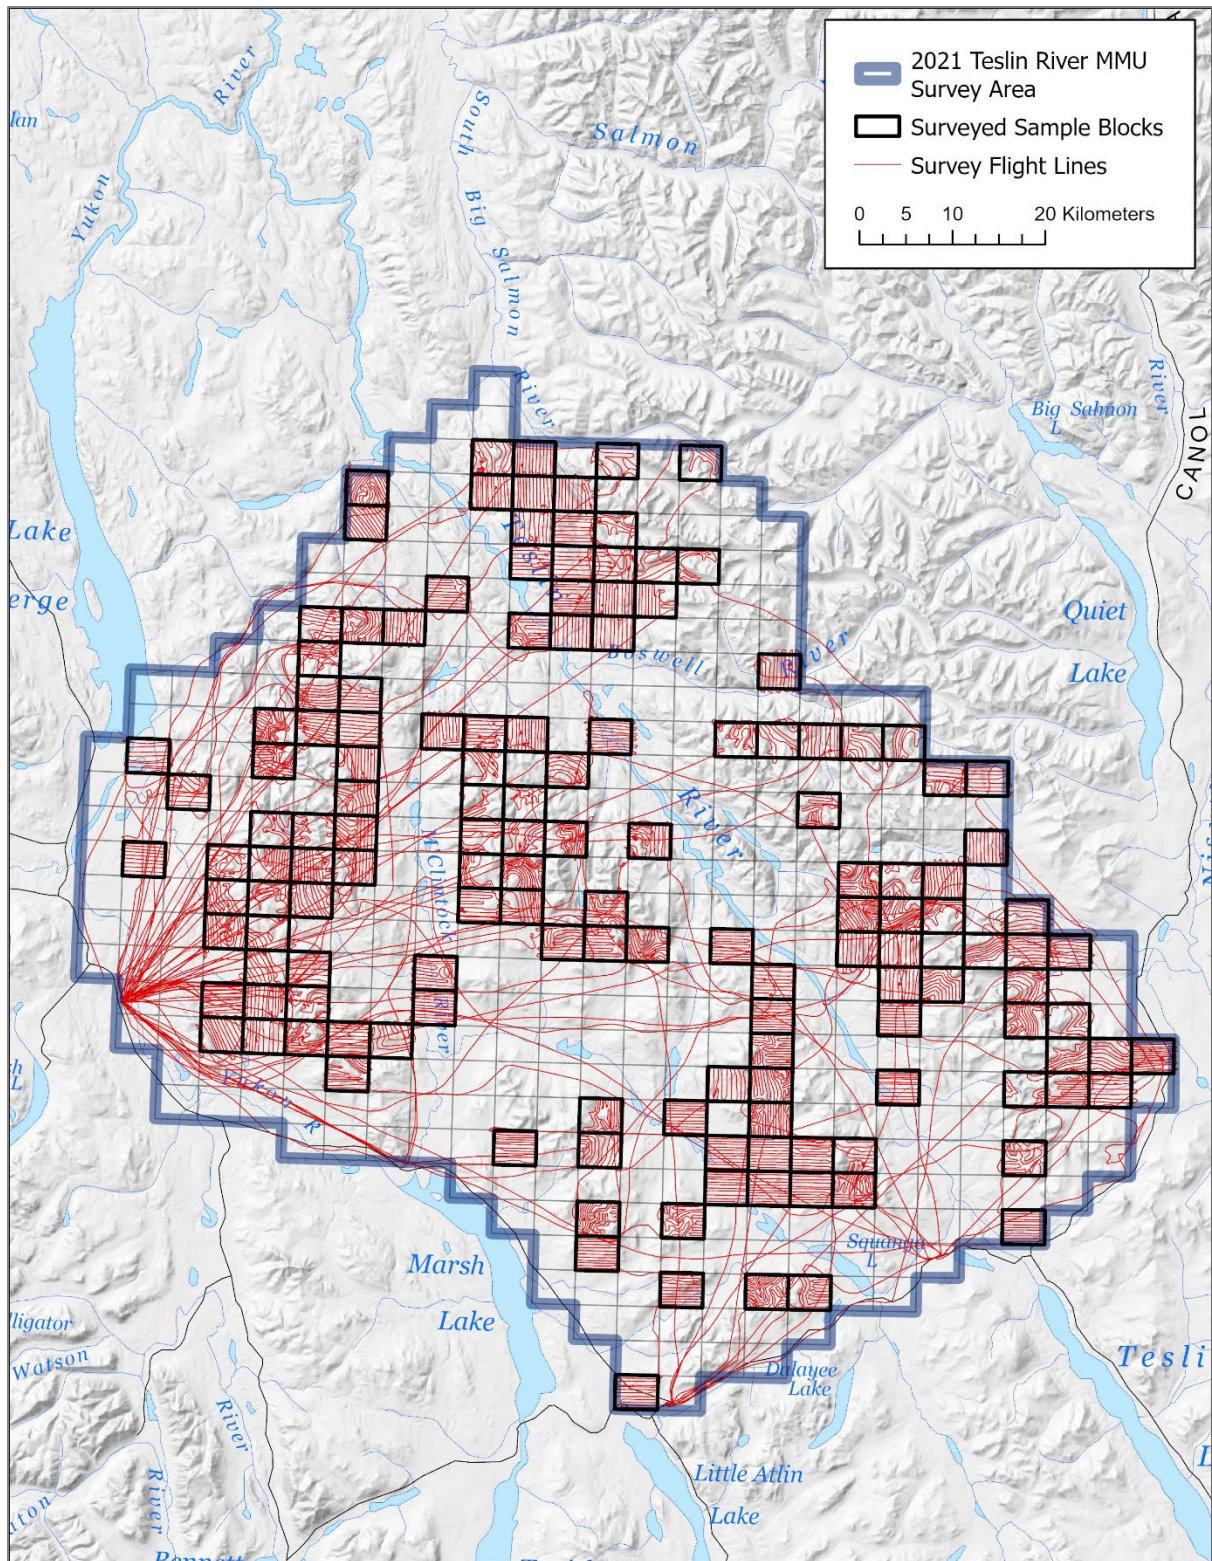 2021 Teslin River MMU
Survey Area
Surveyed Sample Blocks
Survey Flight Lines
0 5 10 20 Kilometers
River
Yukon
South
Big
Salmon
River
Salmon
Big Salmon
L
River
CANOL
Lake
erge
Teslin
Boswell
River
Quiet
Lake
River
McClintock
River
Yukon
R
Marsh
Lake
Squanga
L
Dalayee
Lake
Tesli
lligator
Watson
River
River
Little Atlin
Lake